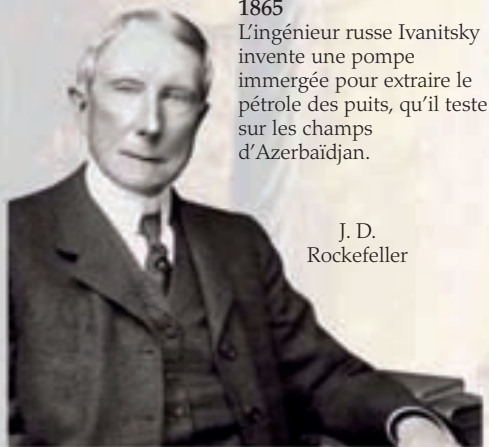 1865
L'ingénieur russe Ivanitsky
invente une pompe
immergée pour extraire le
pétrole des puits, qu'il teste
sur les champs
d'Azerbaïdjan.
J. D.
Rockefeller